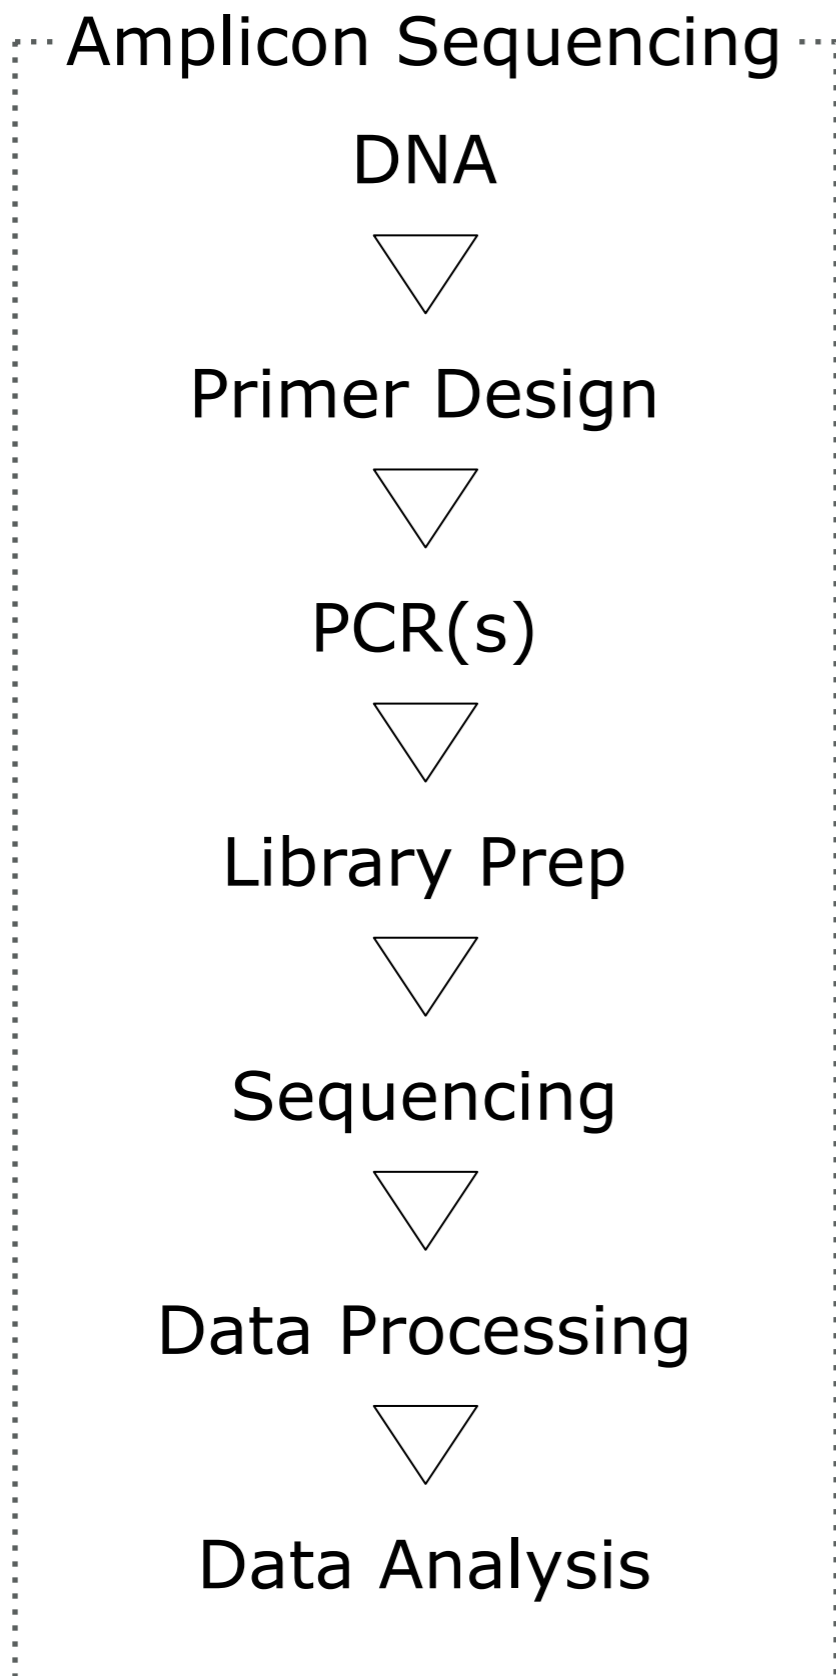 Amplicon Sequencing
DNA
Primer Design
PCR(s)
Library Prep
Sequencing
Data Processing
Data Analysis